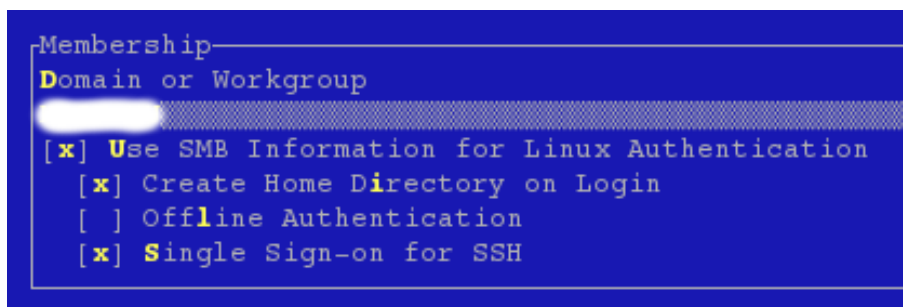 Membership
Domain or Workgroup
[x] Use SMB Information for Linux Authentication
[x] Create Home Directory on Login
[ ] Offline Authentication
[x] Single Sign-on for SSH